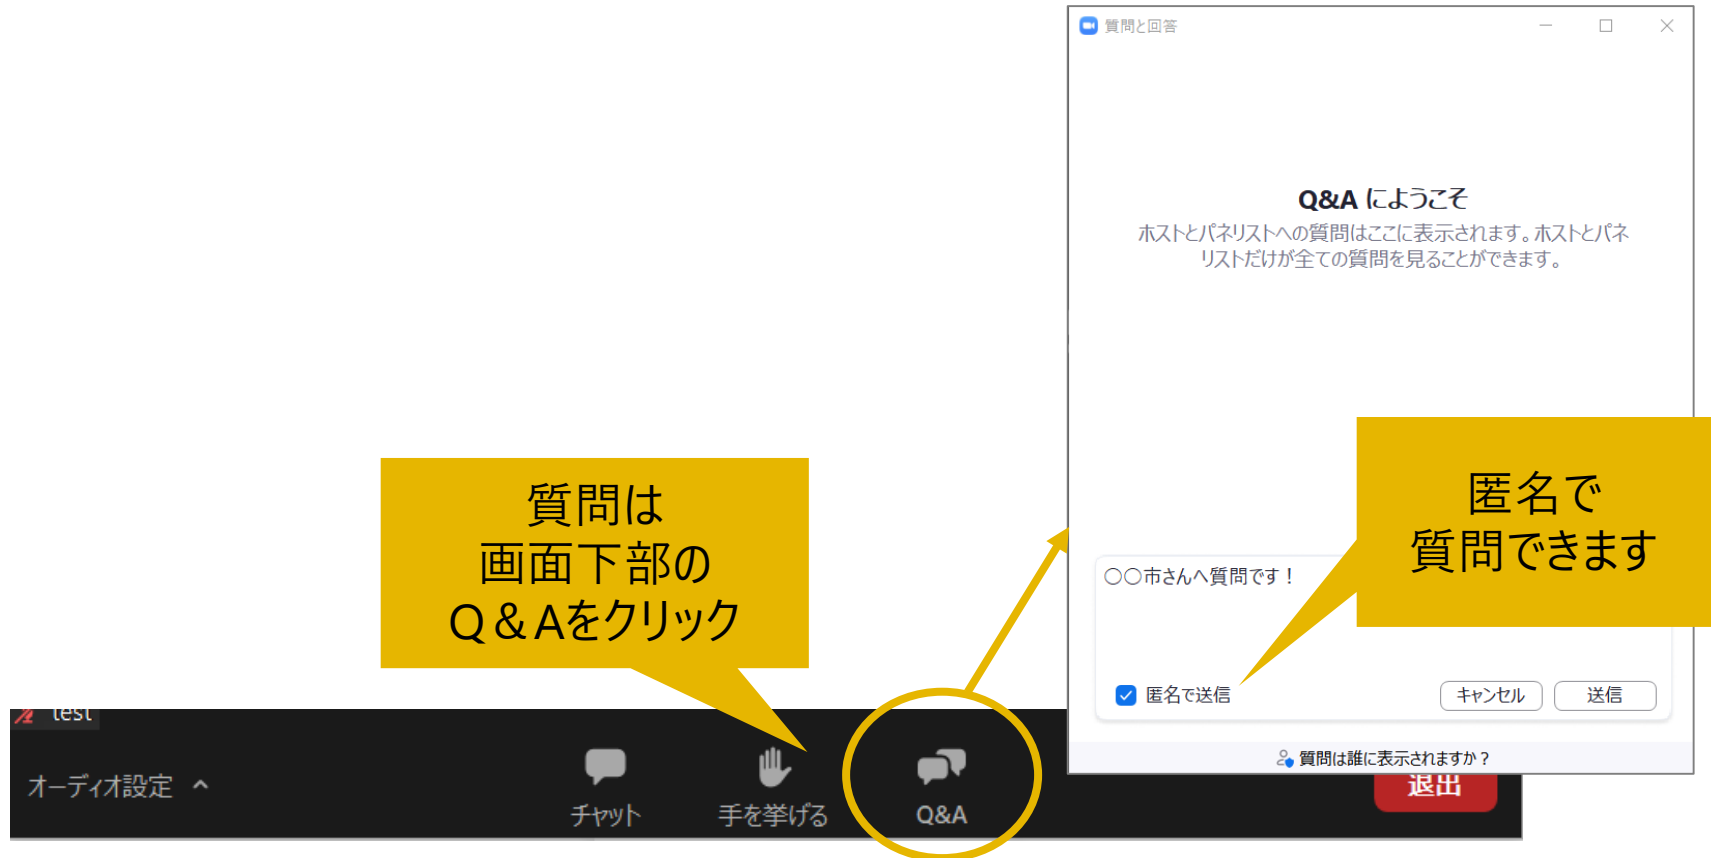 質問と回答
Q&A にようこそ
ホストとパネリストへの質問はここに表示されます。ホストとパネ
リストだけが全ての質問を見ることができます。
匿名で
質問できます
質問は
画面下部の
Q＆Aをクリック
〇〇市さんへ質問です！
匿名で送信
キャンセル
送信
質問は誰に表示されますか？
test
オーディオ設定
チャット
手を挙げる
Q&A
退出